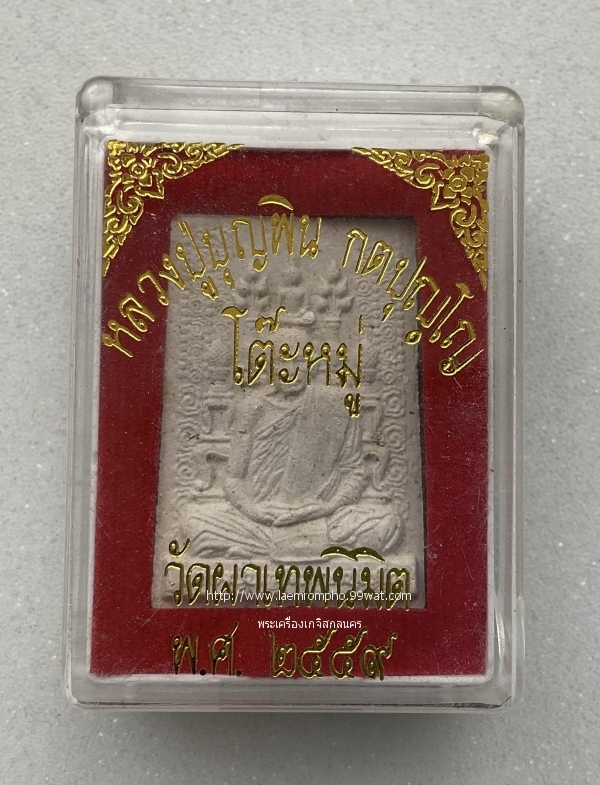 หลวงปู่บุญพิน กตปุญฺโญ
โต๊ะหมู่
วัดผาเทพนิมิต
http://www.laemrompho.99wat.com
พระเครื่องเกจิสกลนคร
พ.ศ. ๒๕๕๙